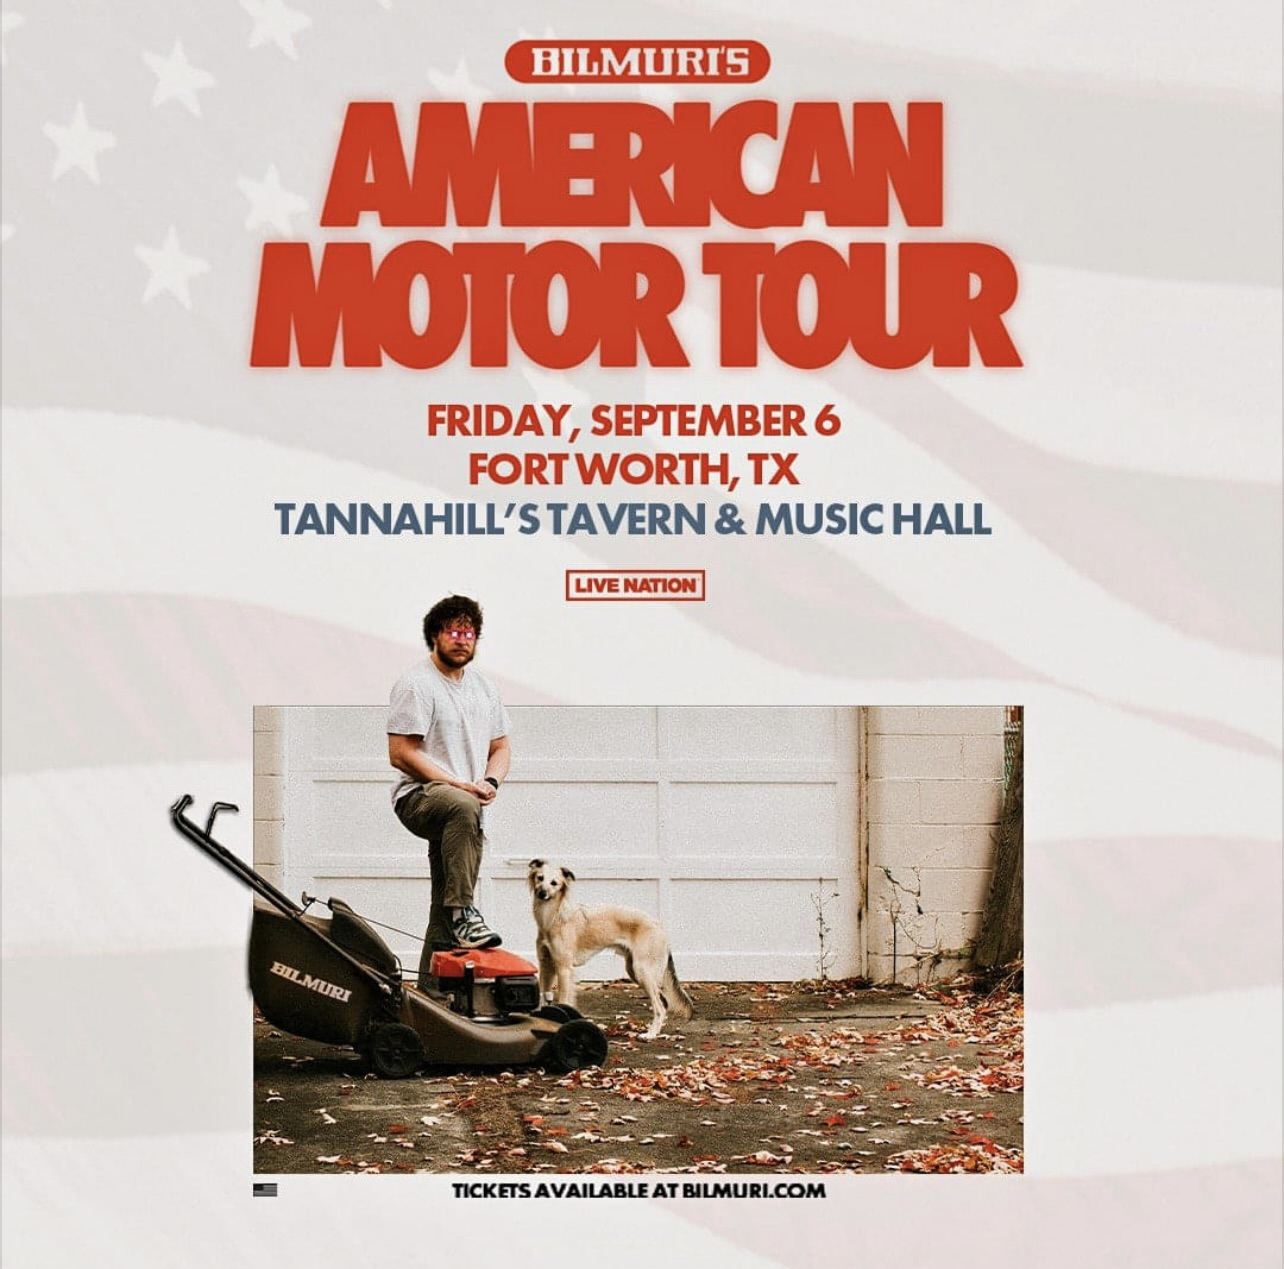 BILMURI'S
AMERICAN
MOTOR TOUR
FRIDAY, SEPTEMBER 6
FORT WORTH, TX
TANNAHILL'S TAVERN & MUSIC HALL
LIVE NATION
BILMURI
TICKETS AVAILABLE AT BILMURI.COM